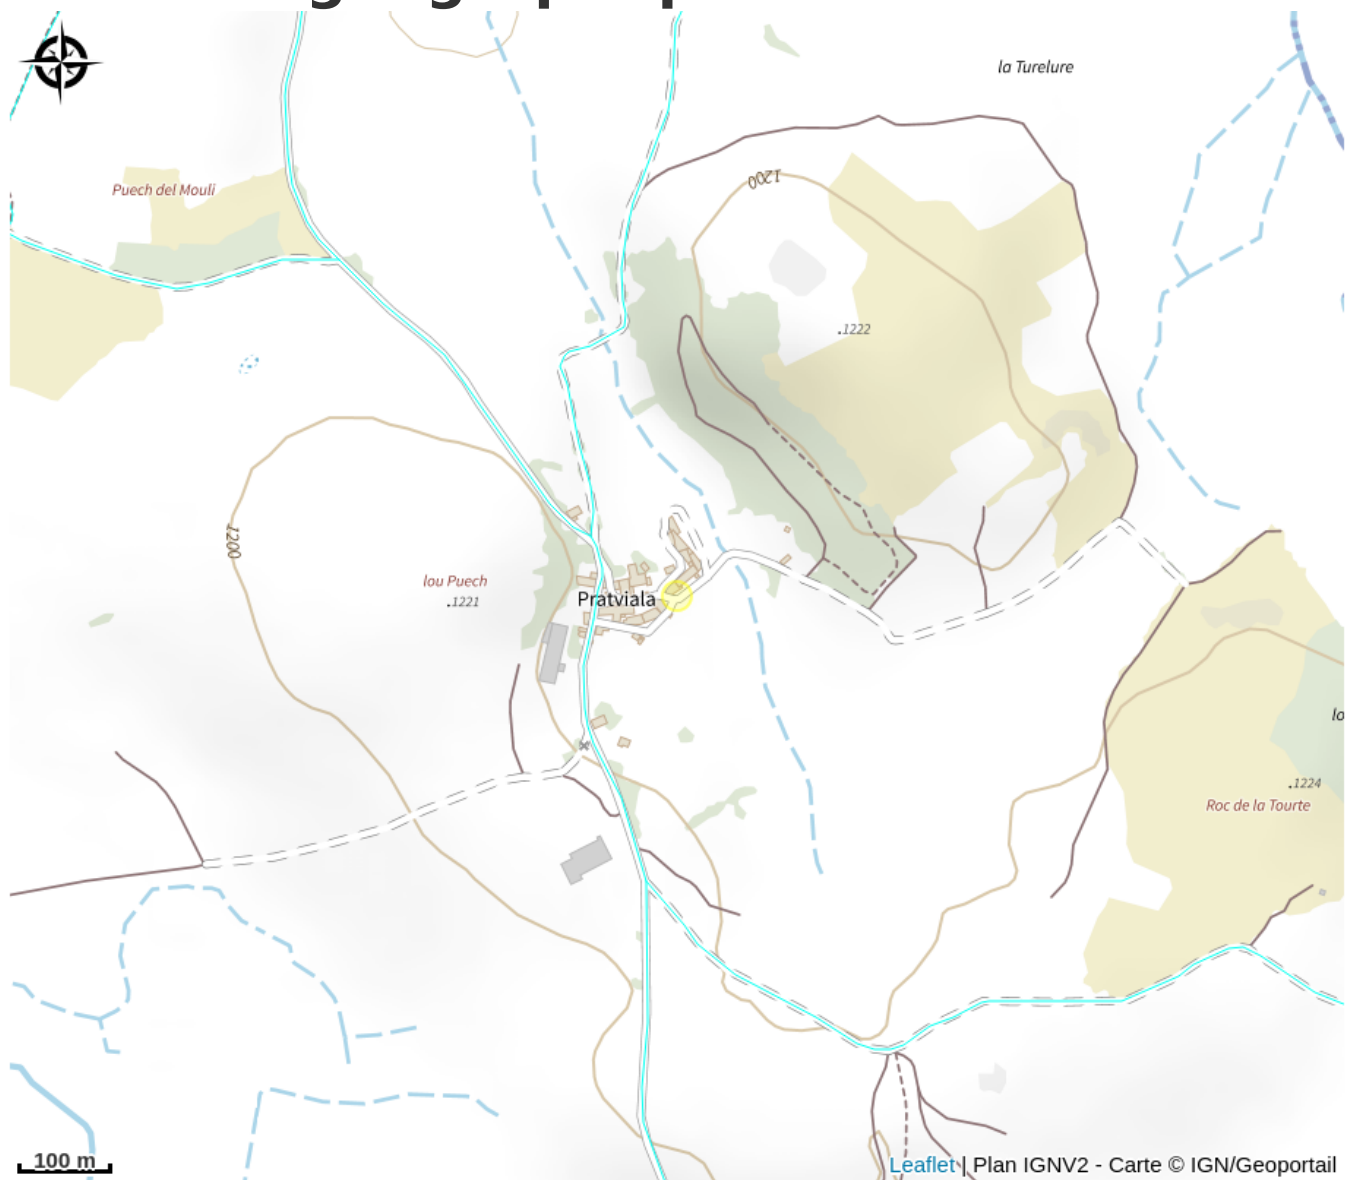 la Turelure
1200
Puech del Mouli
.1222
1200
lou Puech
.1221
Pratviala
lo
.1224
Roc de la Tourte
100 m
Leaflet | Plan IGNV2 - Carte © IGN/Geoportail